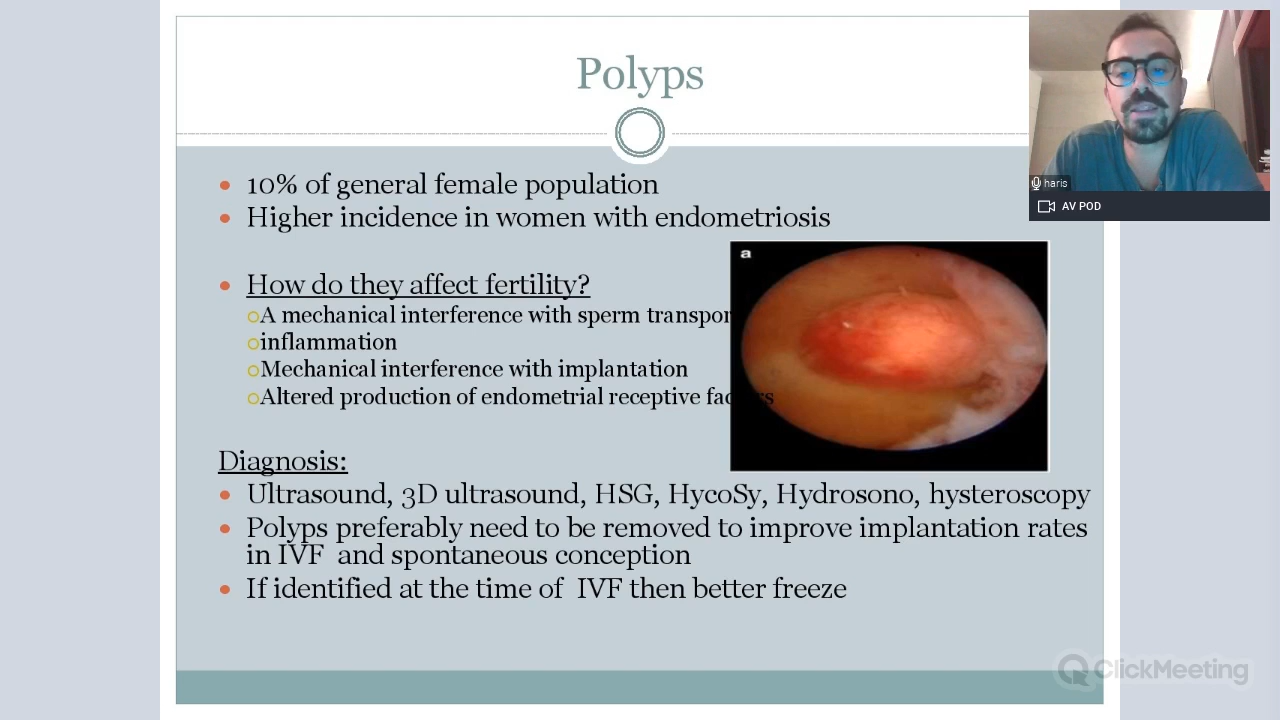 Polyps
10% of general female population
Higher incidence in women with endometriosis
How do they affect fertility?
A mechanical interference with sperm transpor
inflammation
Mechanical interference with implantation
Altered production of endometrial receptive factors
Diagnosis:
Ultrasound, 3D ultrasound, HSG, HycoSy, Hydrosono, hysteroscopy
Polyps preferably need to be removed to improve implantation rates
in IVF and spontaneous conception
If identified at the time of IVF then better freeze
a
haris
AV POD
ClickMeeting